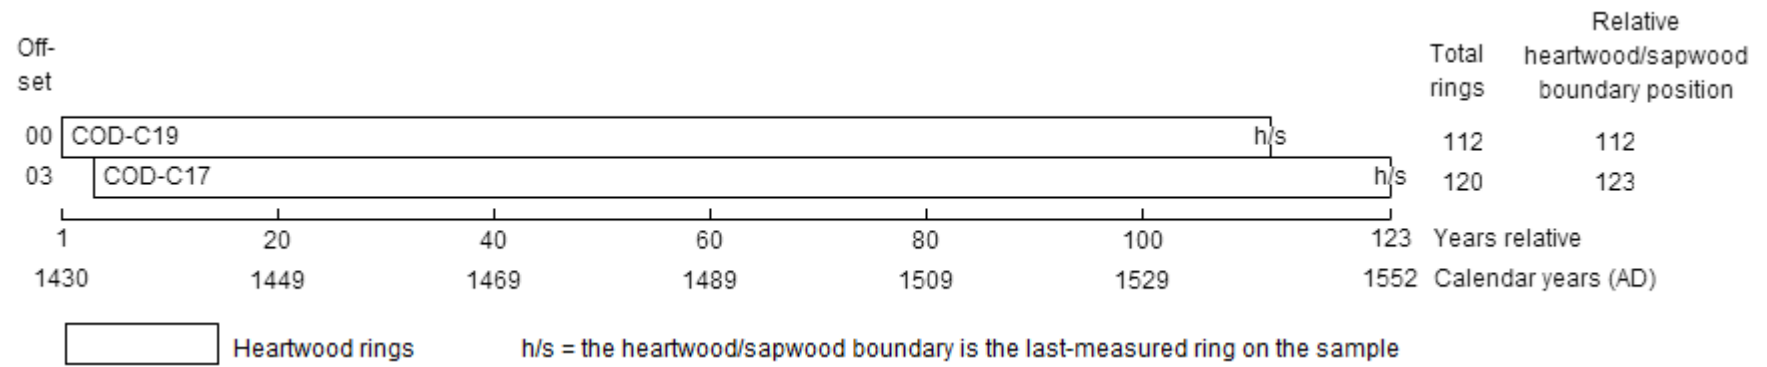 Relative
Off- Total heartwood/sapwood
set rings boundary position
00 COD-C19 h/s 112 112
03 COD-C17 h/s 120 123
1 20 40 60 80 100 123 Years relative
1430 1449 1469 1489 1509 1529 1552 Calendar years (AD)
Heartwood rings h/s = the heartwood/sapwood boundary is the last-measured ring on the sample